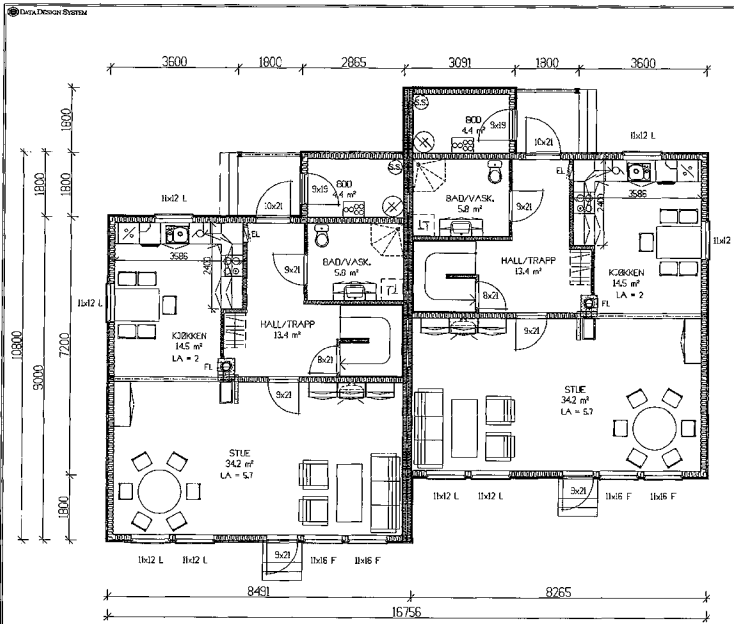 DATA DESIGN SYSTEM
3600 1800 2865 3091 1800 3600
1800
S.S.
BOD
4.4 m²
9x19
10x21
11x12 L
1800
1800
11x12 L
10x21
9x19
BOD
4.4 m²
S.S.
BAD/VASK.
5.8 m²
9x21
EL
3586
2400
11x12 L
EL
3586
2400
9x21
BAD/VASK.
5.8 m²
HALL/TRAPP
13.4 m²
KJØKKEN
14.5 m²
LA = 2
11x12 L
8x21
FL
10800
9000
7200
KJØKKEN
14.5 m²
LA = 2
HALL/TRAPP
13.4 m²
9x21
FL
8x21
9x21
STUE
34.2 m²
LA = 5.7
STUE
34.2 m²
LA = 5.7
1800
11x12 L 11x12 L 9x21 11x16 F 11x16 F
11x12 L 11x12 L 9x21 11x16 F 11x16 F
8491 8265
16756